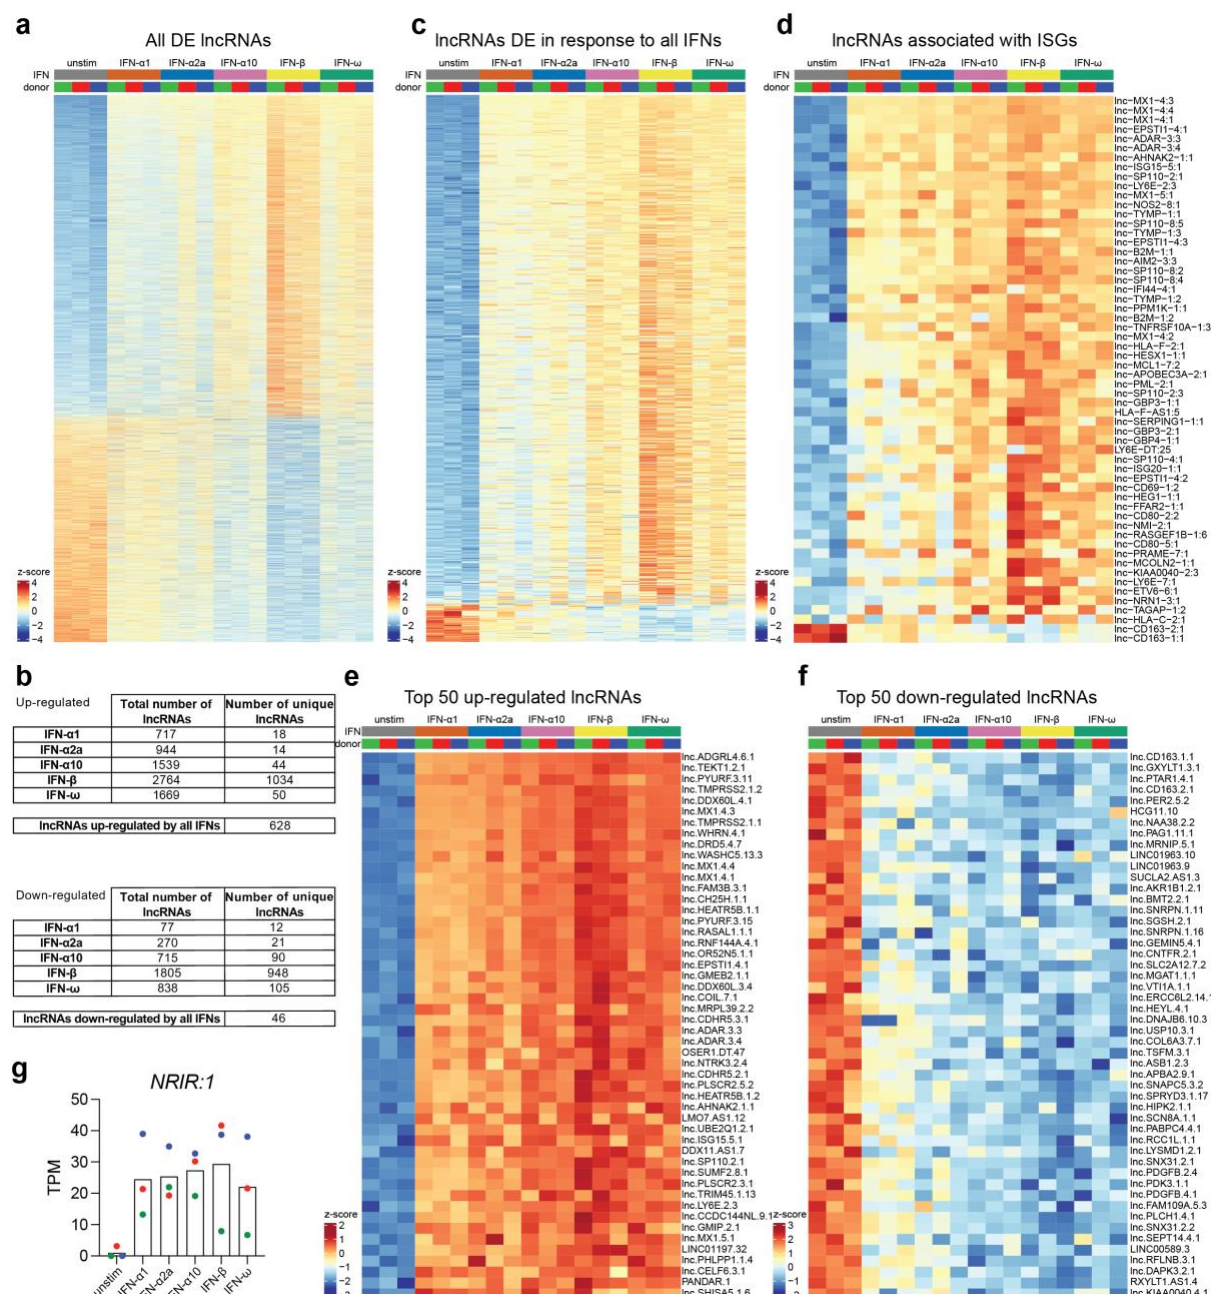 a
All DE lncRNAs
unstim IFN-α1 IFN-α2a IFN-α10 IFN-β IFN-ω
IFN
donor
z-score
4
2
0
−2
−4
c
lncRNAs DE in response to all IFNs
unstim IFN-α1 IFN-α2a IFN-α10 IFN-β IFN-ω
IFN
donor
z-score
4
2
0
−2
−4
d
lncRNAs associated with ISGs
unstim IFN-α1 IFN-α2a IFN-α10 IFN-β IFN-ω
IFN
donor
lnc−MX1−4:3
lnc−MX1−4:4
lnc−MX1−4:1
lnc−EPSTI1−4:1
lnc−ADAR−3:3
lnc−ADAR−3:4
lnc−AHNAK2−1:1
lnc−ISG15−5:1
lnc−SP110−2:1
lnc−LY6E−2:3
lnc−MX1−5:1
lnc−NOS2−8:1
lnc−TYMP−1:1
lnc−SP110−8:5
lnc−TYMP−1:3
lnc−EPSTI1−4:3
lnc−B2M−1:1
lnc−AIM2−3:3
lnc−SP110−8:2
lnc−SP110−8:4
lnc−IFI44−4:1
lnc−TYMP−1:2
lnc−PPM1K−1:1
lnc−B2M−1:2
lnc−TNFRSF10A−1:3
lnc−MX1−4:2
lnc−HLA−F−2:1
lnc−HESX1−1:1
lnc−MCL1−7:2
lnc−APOBEC3A−2:1
lnc−PML−2:1
lnc−SP110−2:3
lnc−GBP3−1:1
HLA−F−AS1:5
lnc−SERPING1−1:1
lnc−GBP3−2:1
lnc−GBP4−1:1
LY6E−DT:25
lnc−SP110−4:1
lnc−ISG20−1:1
lnc−EPSTI1−4:2
lnc−CD69−1:2
lnc−HEG1−1:1
lnc−FFAR2−1:1
lnc−CD80−2:2
lnc−NMI−2:1
lnc−RASGEF1B−1:6
lnc−CD80−5:1
lnc−PRAME−7:1
lnc−MCOLN2−1:1
lnc−KIAA0040−2:3
lnc−LY6E−7:1
lnc−ETV6−6:1
lnc−NRN1−3:1
lnc−TAGAP−1:2
lnc−HLA−C−2:1
lnc−CD163−2:1
lnc−CD163−1:1
z-score
4
2
0
−2
−4
b
Up-regulated Total number of lncRNAs Number of unique lncRNAs
IFN-α1 717 18
IFN-α2a 944 14
IFN-α10 1539 44
IFN-β 2764 1034
IFN-ω 1669 50
lncRNAs up-regulated by all IFNs 628
Down-regulated Total number of lncRNAs Number of unique lncRNAs
IFN-α1 77 12
IFN-α2a 270 21
IFN-α10 715 90
IFN-β 1805 948
IFN-ω 838 105
lncRNAs down-regulated by all IFNs 46
e
Top 50 up-regulated lncRNAs
unstim IFN-α1 IFN-α2a IFN-α10 IFN-β IFN-ω
IFN
donor
lnc.ADGRL4.6.1
lnc.TEKT1.2.1
lnc.PYURF.3.11
lnc.TMPRSS2.1.2
lnc.DDX60L.4.1
lnc.MX1.4.3
lnc.TMPRSS2.1.1
lnc.WHRN.4.1
lnc.DRD5.4.7
lnc.WASHC5.13.3
lnc.MX1.4.4
lnc.MX1.4.1
lnc.FAM3B.3.1
lnc.CH25H.1.1
lnc.HEATR5B.1.1
lnc.PYURF.3.15
lnc.RASAL1.1.1
lnc.RNF144A.4.1
lnc.OR52N5.1.1
lnc.EPSTI1.4.1
lnc.GMEB2.1.1
lnc.DDX60L.3.4
lnc.COIL.7.1
lnc.MRPL39.2.2
lnc.CDHR5.3.1
lnc.ADAR.3.3
lnc.ADAR.3.4
OSER1.DT.47
lnc.NTRK3.2.4
lnc.CDHR5.2.1
lnc.PLSCR2.5.2
lnc.HEATR5B.1.2
lnc.AHNAK2.1.1
LMO7.AS1.12
lnc.UBE2Q1.2.1
lnc.ISG15.5.1
DDX11.AS1.7
lnc.SP110.2.1
lnc.SUMF2.8.1
lnc.PLSCR2.3.1
lnc.TRIM45.1.13
lnc.LY6E.2.3
lnc.CCDC144NL.9.1
lnc.GMIP.2.1
lnc.MX1.5.1
LINC01197.32
lnc.PHLPP1.1.4
lnc.CELF6.3.1
PANDAR.1
lnc.SHISA5.1.6
z-score
2
1
0
−1
−2
f
Top 50 down-regulated lncRNAs
unstim IFN-α1 IFN-α2a IFN-α10 IFN-β IFN-ω
lnc.CD163.1.1
lnc.GXYLT1.3.1
lnc.PTAR1.4.1
lnc.CD163.2.1
lnc.PER2.5.2
HCG11.10
lnc.NAA38.2.2
lnc.PAG1.11.1
lnc.MRNIP.5.1
LINC01963.10
LINC01963.9
SUCLA2.AS1.3
lnc.AKR1B1.2.1
lnc.BMT2.2.1
lnc.SNRPN.1.11
lnc.SGSH.2.1
lnc.SNRPN.1.16
lnc.GEMIN5.4.1
lnc.CNTFR.2.1
lnc.SLC2A12.7.2
lnc.MGAT1.1.1
lnc.VTI1A.1.1
lnc.ERCC6L2.14.
lnc.HEYL.4.1
lnc.DNAJB6.10.3
lnc.USP10.3.1
lnc.COL6A3.7.1
lnc.TSFM.3.1
lnc.ASB1.2.3
lnc.APBA2.9.1
lnc.SNAPC5.3.2
lnc.SPRYD3.1.17
lnc.HIPK2.1.1
lnc.SCN8A.1.1
lnc.PABPC4.4.1
lnc.RCC1L.1.1
lnc.LYSMD1.2.1
lnc.SNX31.2.1
lnc.PDGFB.2.4
lnc.PDK3.1.1
lnc.PDGFB.4.1
lnc.FAM109A.5.3
lnc.PLCH1.4.1
lnc.SNX31.2.2
lnc.SEPT14.4.1
LINC00589.3
lnc.RFLNB.3.1
lnc.DAPK3.2.1
RXYLT1.AS1.4
lnc.KIAA0040.4.1
z-score
3
2
1
0
−1
g
NRIR:1
TPM
50
40
30
20
10
0
unstim IFN-α1 IFN-α2a IFN-α10 IFN-β IFN-ω